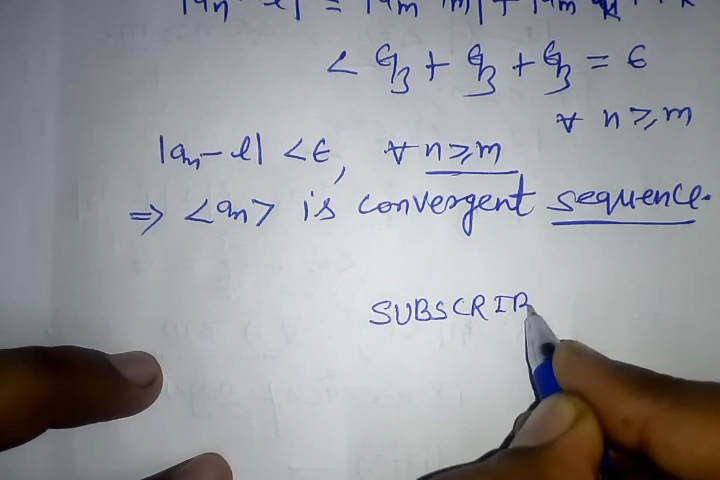 < ϵ/3 + ϵ/3 + ϵ/3 = ϵ
∀ n ≥ m
|aₙ - l| < ϵ, ∀ n ≥ m
⇒ <aₙ> is convergent sequence.
SUBSCRIB